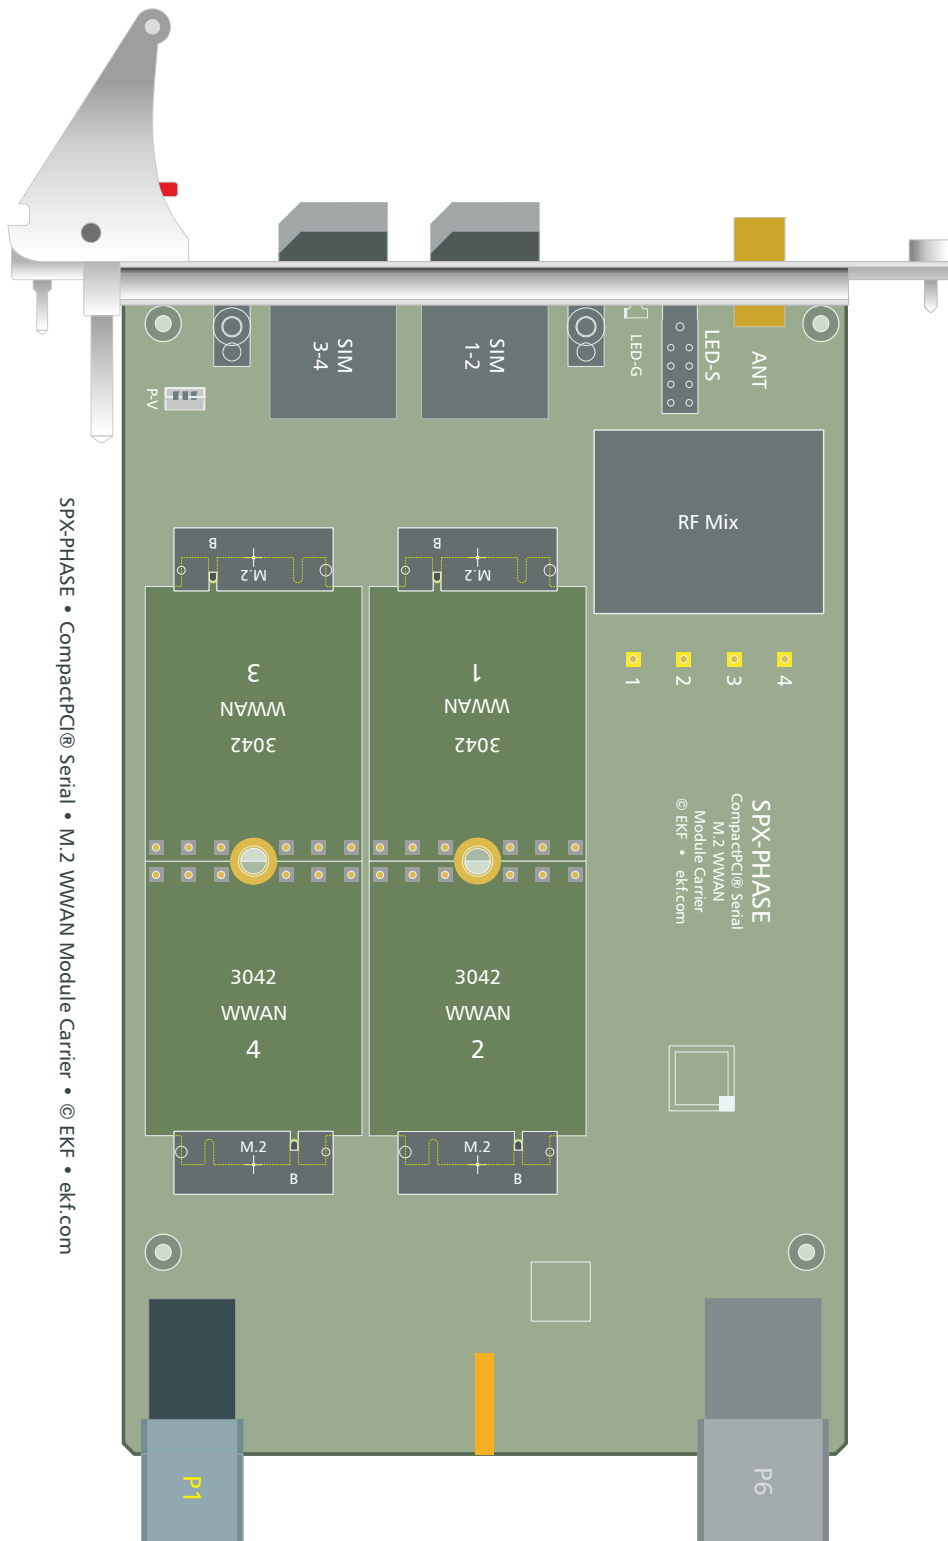 SIM
3-4
SIM
1-2
LED-G
LED-S
ANT
P-V
RF Mix
B
M.2
B
M.2
3
WWAN
3042
1
WWAN
3042
1
2
3
4
SPX-PHASE
CompactPCI® Serial
M.2 WWAN
Module Carrier
© EKF • ekf.com
3042
WWAN
4
3042
WWAN
2
M.2
B
M.2
B
P1
P6
SPX-PHASE • CompactPCI® Serial • M.2 WWAN Module Carrier • © EKF • ekf.com